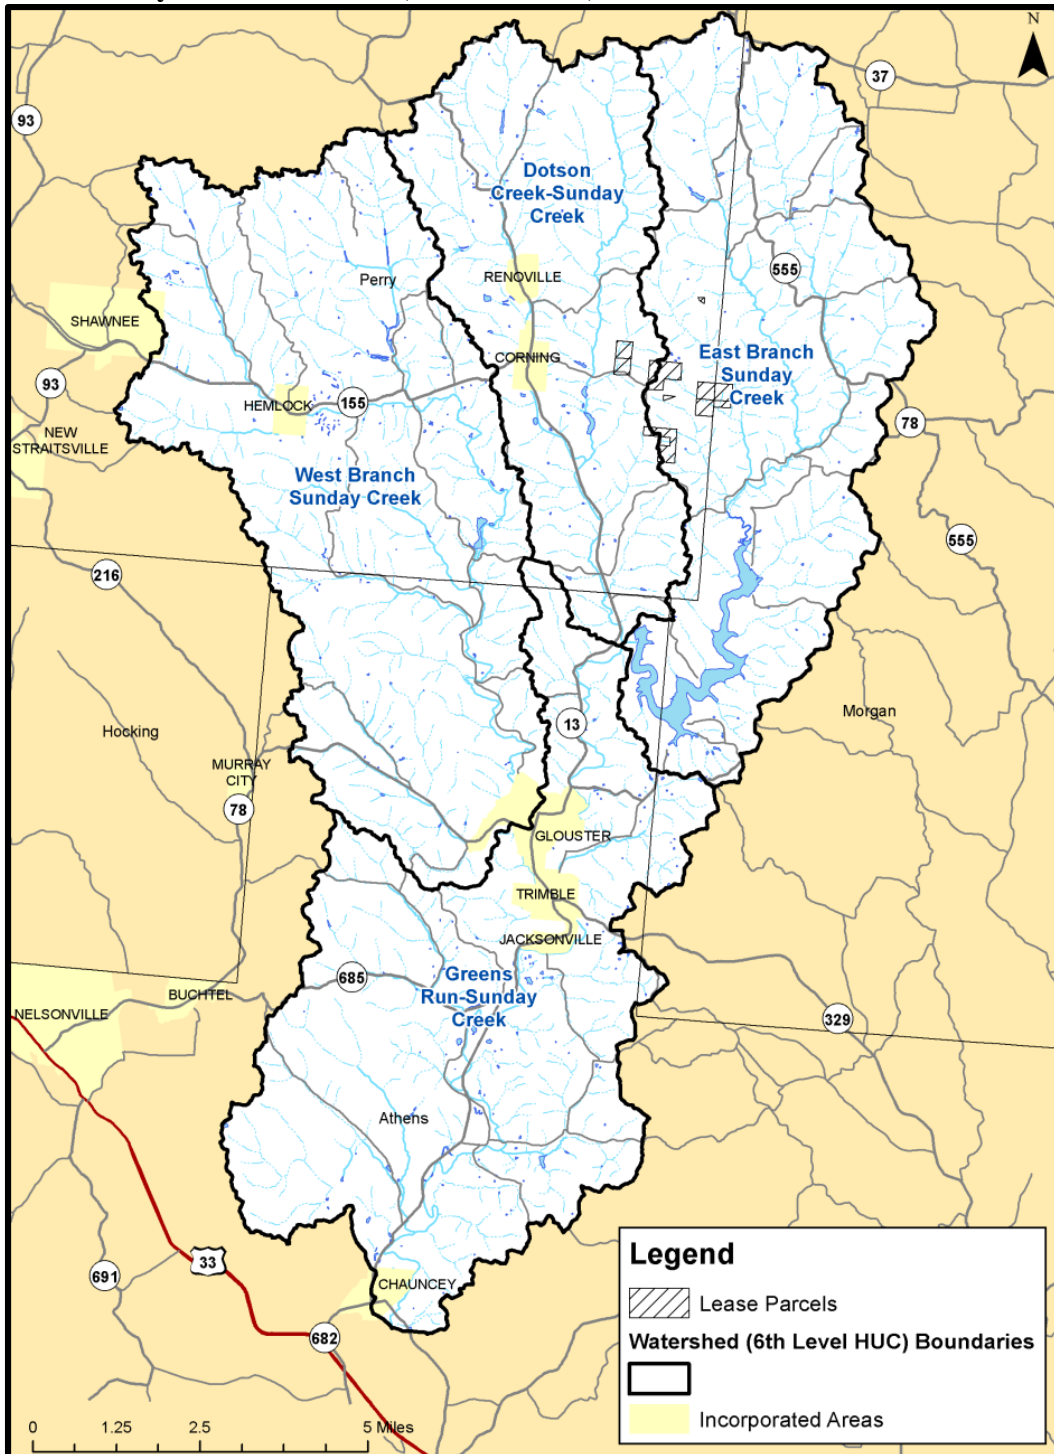 N
37
93
Dotson
Creek-Sunday
Creek
555
Perry
RENOVILLE
SHAWNEE
CORNING
East Branch
Sunday
Creek
93
HEMLOCK
155
78
NEW
STRAITSVILLE
West Branch
Sunday Creek
555
216
13
Morgan
Hocking
MURRAY
CITY
78
GLOUSTER
TRIMBLE
JACKSONVILLE
685
Greens
Run-Sunday
Creek
BUCHTEL
NELSONVILLE
329
Athens
33
691
CHAUNCEY
682
Legend
Lease Parcels
Watershed (6th Level HUC) Boundaries
Incorporated Areas
0 1.25 2.5 5 Miles